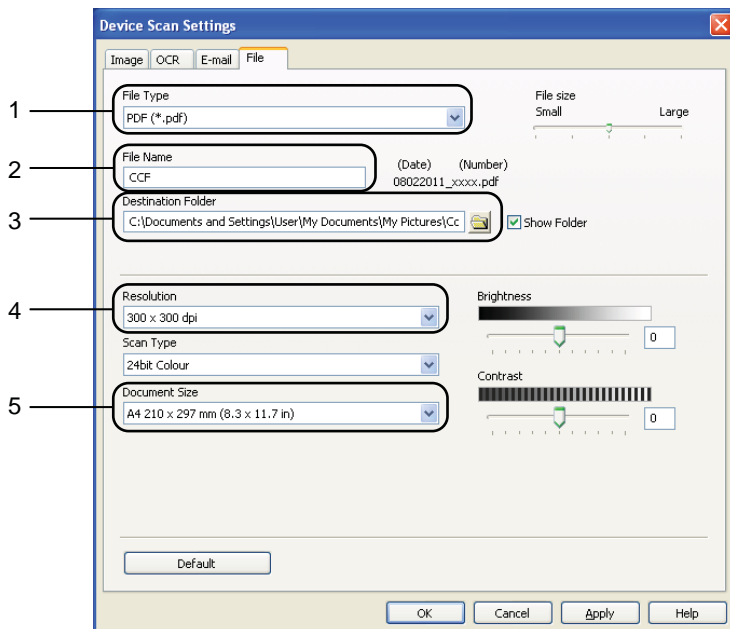 Device Scan Settings
Image OCR E-mail File
1
File Type
PDF (*.pdf)
File size
Small Large
2
File Name
CCF
(Date) (Number)
08022011_xxxx.pdf
3
Destination Folder
C:\Documents and Settings\User\My Documents\My Pictures\Cc
Show Folder
4
Resolution
300 x 300 dpi
Brightness
0
Scan Type
24bit Colour
Contrast
0
5
Document Size
A4 210 x 297 mm (8.3 x 11.7 in)
Default
OK Cancel Apply Help